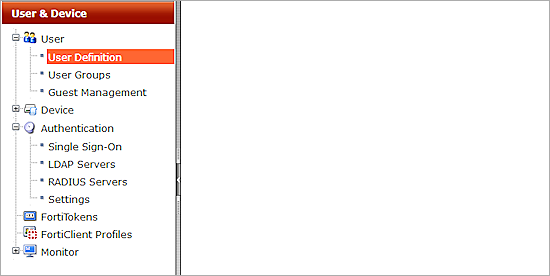 User & Device
User
User Definition
User Groups
Guest Management
Device
Authentication
Single Sign-On
LDAP Servers
RADIUS Servers
Settings
FortiTokens
FortiClient Profiles
Monitor